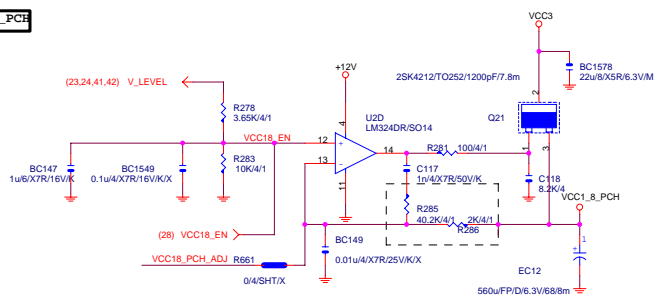 _PCH
VCC3
BC1578
22u/8/X5R/6.3V/M
2SK4212/TO252/1200pF/7.8m
+12V
(23,24,41,42) V_LEVEL
2
Q21
R278
3.65K/4/1
U2D
LM324DR/SO14
4
VCC18_EN
12
+
14
R281
100/4/1
1
3
R283
10K/4/1
13
-
11
BC147
1u/6/X7R/16V/K
BC1549
0.1u/4/X7R/16V/K/X
C117
1n/4/X7R/50V/K
C118
8.2K/4
VCC1_8_PCH
R285
40.2K/4/1
2K/4/1
R286
(28) VCC18_EN
BC149
0.01u/4/X7R/25V/K/X
VCC18_PCH_ADJ
R661
0/4/SHT/X
+
1
EC12
560u/FP/D/6.3V/68/8m